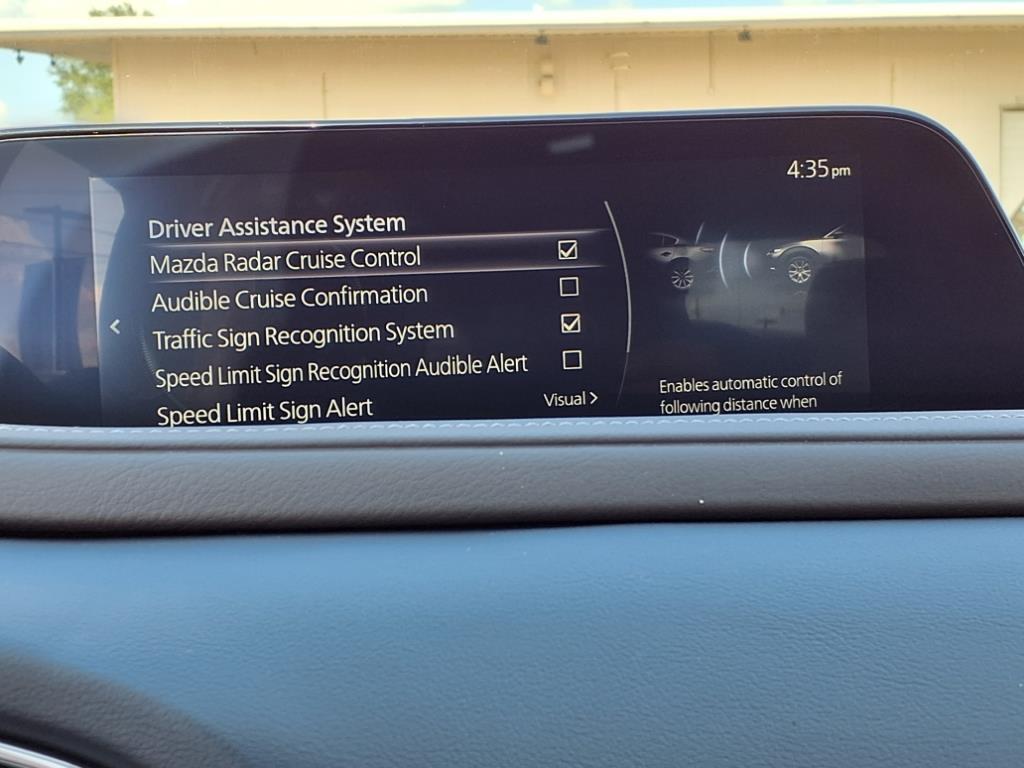 4:35pm
Driver Assistance System
Mazda Radar Cruise Control
Audible Cruise Confirmation
Traffic Sign Recognition System
Speed Limit Sign Recognition Audible Alert
Speed Limit Sign Alert Visual >
Enables automatic control of
following distance when